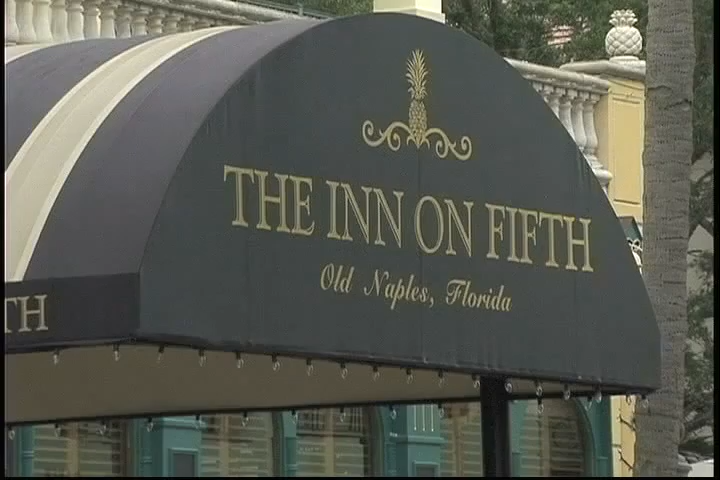 THE INN ON FIFTH
Old Naples, Florida
TH